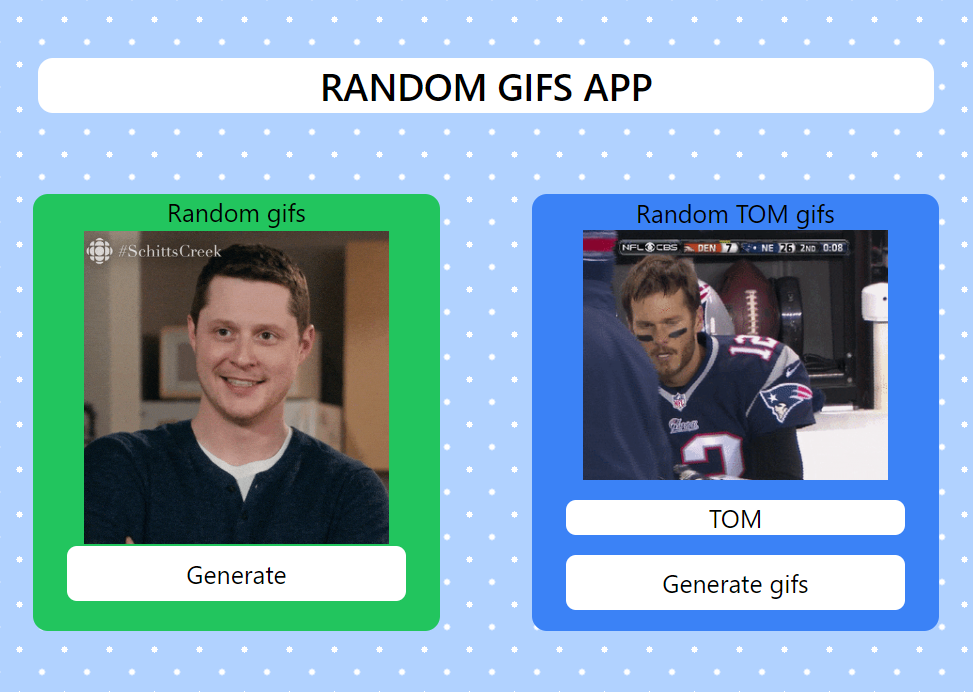 RANDOM GIFS APP
Random gifs
#SchittsCreek
Generate
Random TOM gifs
NFL CBS DEN 7 NE 26 2ND 0:08
12
12
TOM
Generate gifs